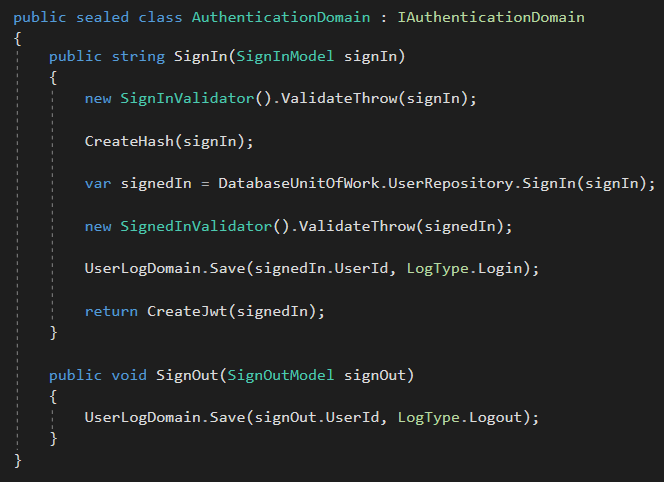 public sealed class AuthenticationDomain : IAuthenticationDomain
{
    public string SignIn(SignInModel signIn)
    {
        new SignInValidator().ValidateThrow(signIn);

        CreateHash(signIn);

        var signedIn = DatabaseUnitOfWork.UserRepository.SignIn(signIn);

        new SignedInValidator().ValidateThrow(signedIn);

        UserLogDomain.Save(signedIn.UserId, LogType.Login);

        return CreateJwt(signedIn);
    }

    public void SignOut(SignOutModel signOut)
    {
        UserLogDomain.Save(signOut.UserId, LogType.Logout);
    }
}